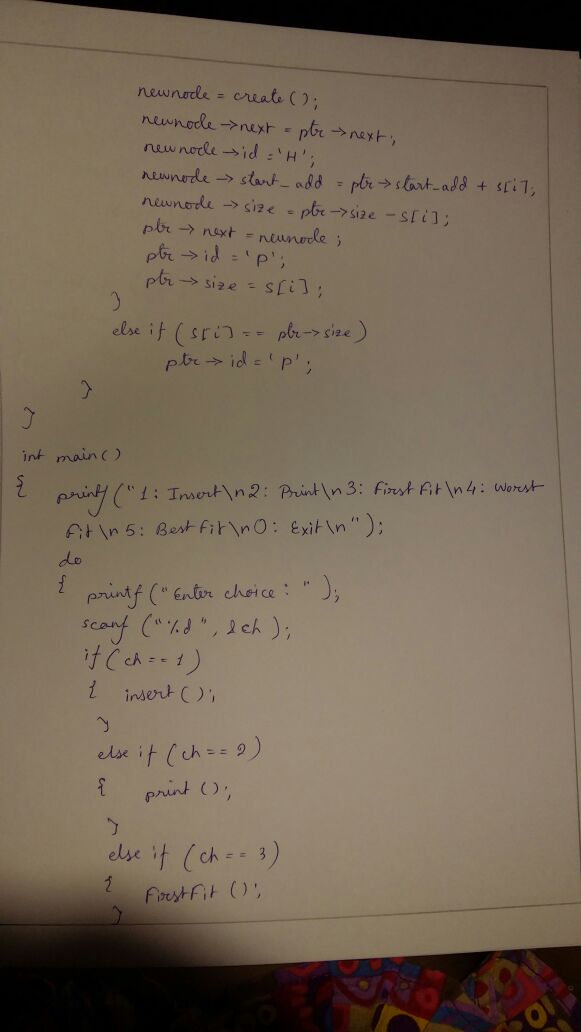 newnode = create ();
newnode →next = ptr →next;
newnode →id = 'H';
newnode → start_add = ptr → start_add + s[i];
newnode → size = ptr →size - s[i];
ptr → next = newnode ;
ptr → id = 'P';
ptr → size = s[i] ;
}
else if ( s[i] == ptr→size)
ptr → id = 'P';
}
}
int main()
{ printf ("1: Insert\n2: Print\n3: First Fit\n4: Worst
Fit\n5: Best Fit\n0: Exit\n");
do
{ printf ("Enter choice : " );
scanf ("%d", &ch );
if ( ch == 1)
{ insert ();
}
else if ( ch == 2)
{ print ();
}
else if (ch == 3)
{ FirstFit ();
}